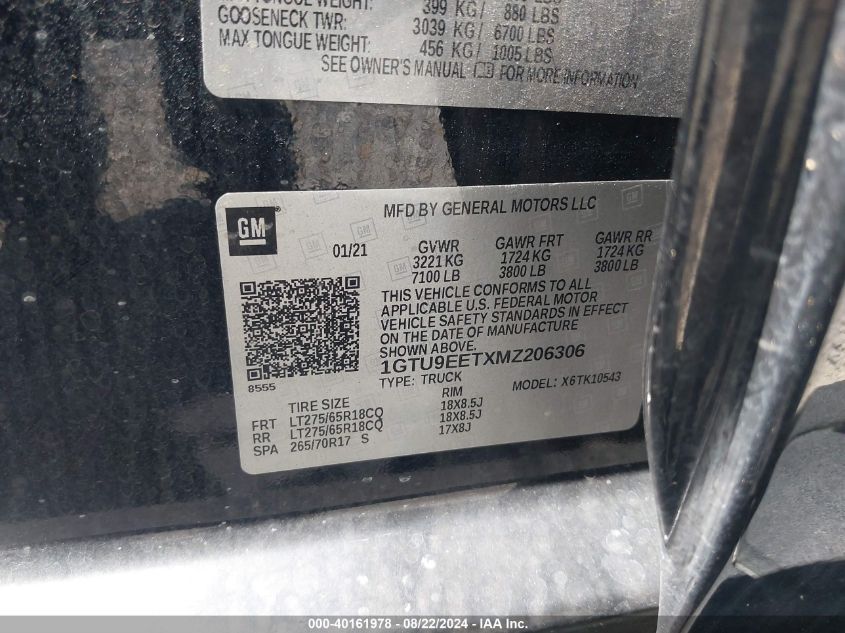 MAX TONGUE WEIGHT: 399 KG/ 880 LBS
GOOSENECK TWR: 3039 KG/ 6700 LBS
MAX TONGUE WEIGHT: 456 KG/ 1005 LBS
SEE OWNER'S MANUAL FOR MORE INFORMATION
GM
MFD BY GENERAL MOTORS LLC
01/21 GVWR GAWR FRT GAWR RR
3221 KG 1724 KG 1724 KG
7100 LB 3800 LB 3800 LB
THIS VEHICLE CONFORMS TO ALL
APPLICABLE U.S. FEDERAL MOTOR
VEHICLE SAFETY STANDARDS IN EFFECT
ON THE DATE OF MANUFACTURE
SHOWN ABOVE.
1GTU9EETXMZ206306
8555
TYPE: TRUCK MODEL: X6TK10543
TIRE SIZE RIM
FRT LT275/65R18CQ 18X8.5J
RR LT275/65R18CQ 18X8.5J
SPA 265/70R17 S 17X8J
#### - 40161978 - 08/22/2024 - ####